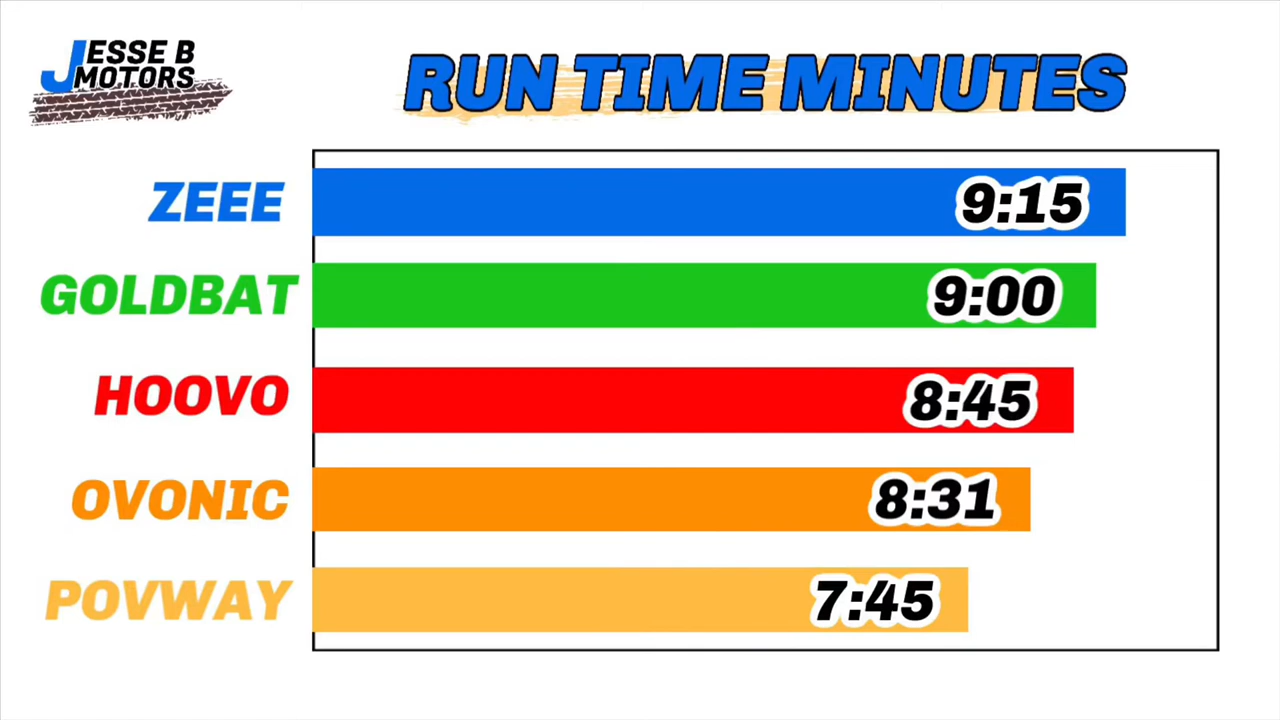 JESSE B
MOTORS
RUN TIME MINUTES
ZEEE 9:15
GOLDBAT 9:00
HOOVO 8:45
OVONIC 8:31
POVWAY 7:45